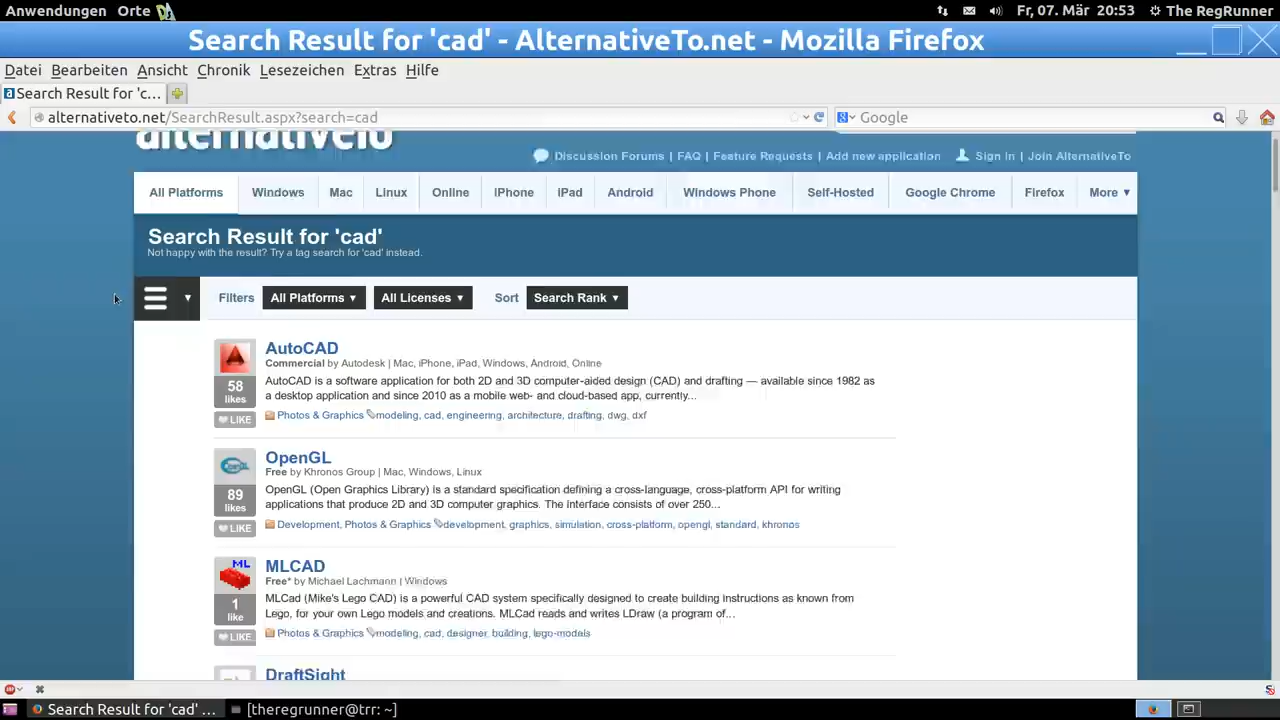 Anwendungen Orte Fr, 07. Mär 20:53 The RegRunner
Search Result for 'cad' - AlternativeTo.net - Mozilla Firefox
Datei Bearbeiten Ansicht Chronik Lesezeichen Extras Hilfe
Search Result for 'c...
alternativeto.net/SearchResult.aspx?search=cad Google
alternativeto
Discussion Forums | FAQ | Feature Requests | Add new application Sign In | Join AlternativeTo
All Platforms Windows Mac Linux Online iPhone iPad Android Windows Phone Self-Hosted Google Chrome Firefox More ▼
Search Result for 'cad'
Not happy with the result? Try a tag search for 'cad' instead.
Filters All Platforms ▼ All Licenses ▼ Sort Search Rank ▼
AutoCAD
Commercial by Autodesk | Mac, iPhone, iPad, Windows, Android, Online
58 likes
LIKE
AutoCAD is a software application for both 2D and 3D computer-aided design (CAD) and drafting — available since 1982 as
a desktop application and since 2010 as a mobile web- and cloud-based app, currently...
Photos & Graphics modeling, cad, engineering, architecture, drafting, dwg, dxf
OpenGL
Free by Khronos Group | Mac, Windows, Linux
89 likes
LIKE
OpenGL (Open Graphics Library) is a standard specification defining a cross-language, cross-platform API for writing
applications that produce 2D and 3D computer graphics. The interface consists of over 250...
Development, Photos & Graphics development, graphics, simulation, cross-platform, opengl, standard, khronos
ML
MLCAD
Free* by Michael Lachmann | Windows
1 like
LIKE
MLCad (Mike's Lego CAD) is a powerful CAD system specifically designed to create building instructions as known from
Lego, for your own Lego models and creations. MLCad reads and writes LDraw (a program of...
Photos & Graphics modeling, cad, designer, building, lego-models
DraftSight
Search Result for 'cad' ... [theregrunner@trr: ~]